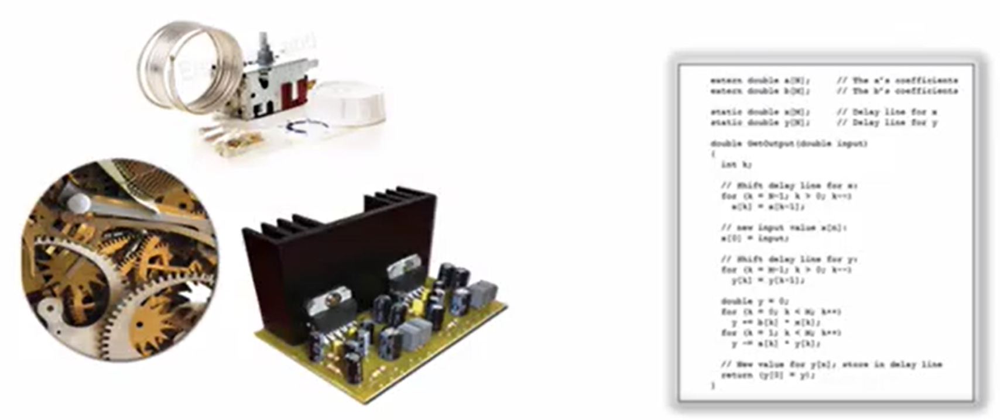 extern double a[N];     // The a's coefficients
extern double b[M];     // The b's coefficients
static double x[M];     // Delay line for x
static double y[N];     // Delay line for y
double GetOutput(double input)
{
int k;
// Shift delay line for x:
for (k = N-1; k > 0; k--)
x[k] = x[k-1];
// new input value x[n]:
x[0] = input;
// Shift delay line for y:
for (k = M-1; k > 0; k--)
y[k] = y[k-1];
double y = 0;
for (k = 0; k < M; k++)
y += b[k] * x[k];
for (k = 1; k < N; k++)
y -= a[k] * y[k];
// New value for y[n]; store in delay line
return (y[0] = y);
}